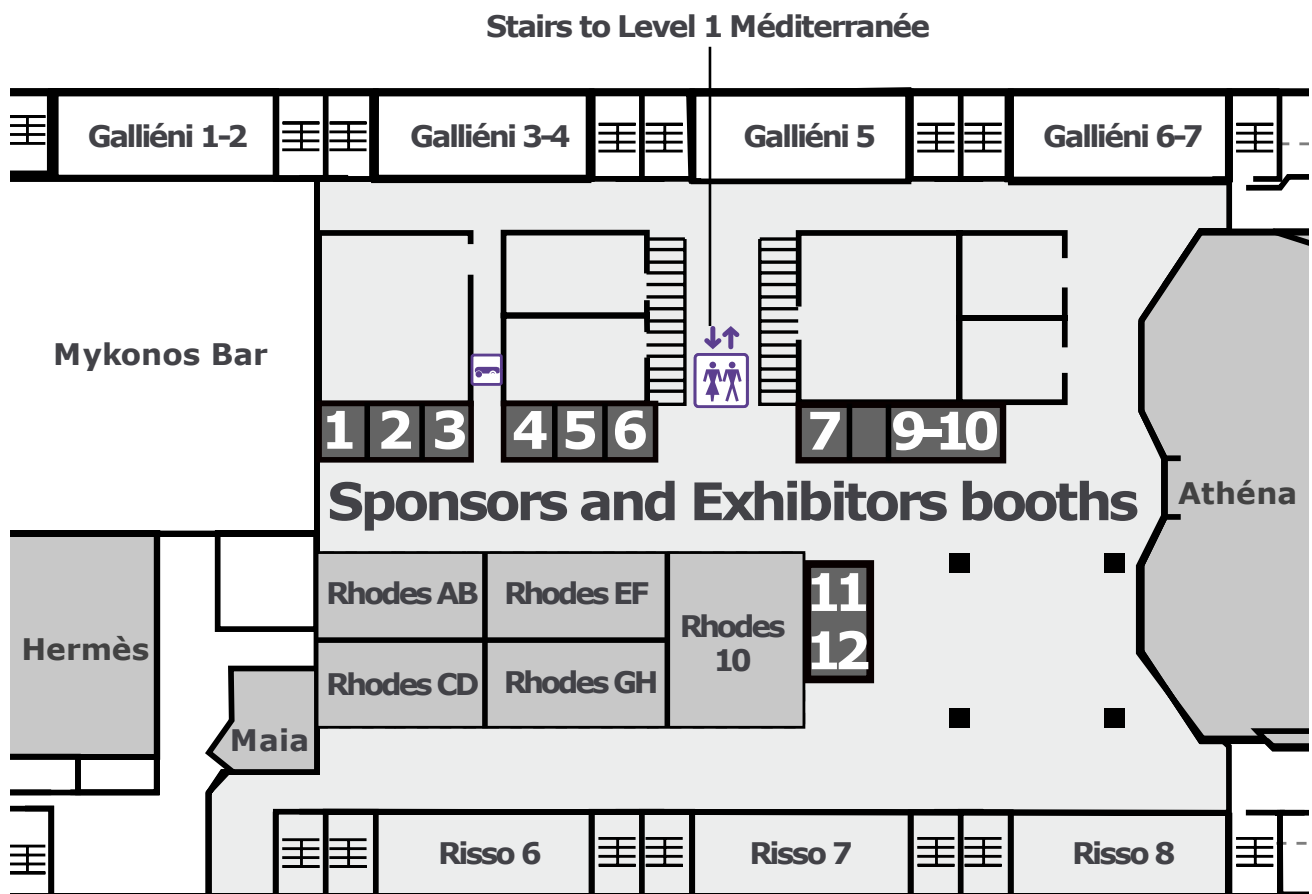 Stairs to Level 1 Méditerranée
Galliéni 1-2
Galliéni 3-4
Galliéni 5
Galliéni 6-7
Mykonos Bar
1 2 3
4 5 6
7 9-10
Sponsors and Exhibitors booths
Athéna
Rhodes AB
Rhodes EF
Rhodes
10
11
12
Hermès
Rhodes CD
Rhodes GH
Maia
Risso 6
Risso 7
Risso 8